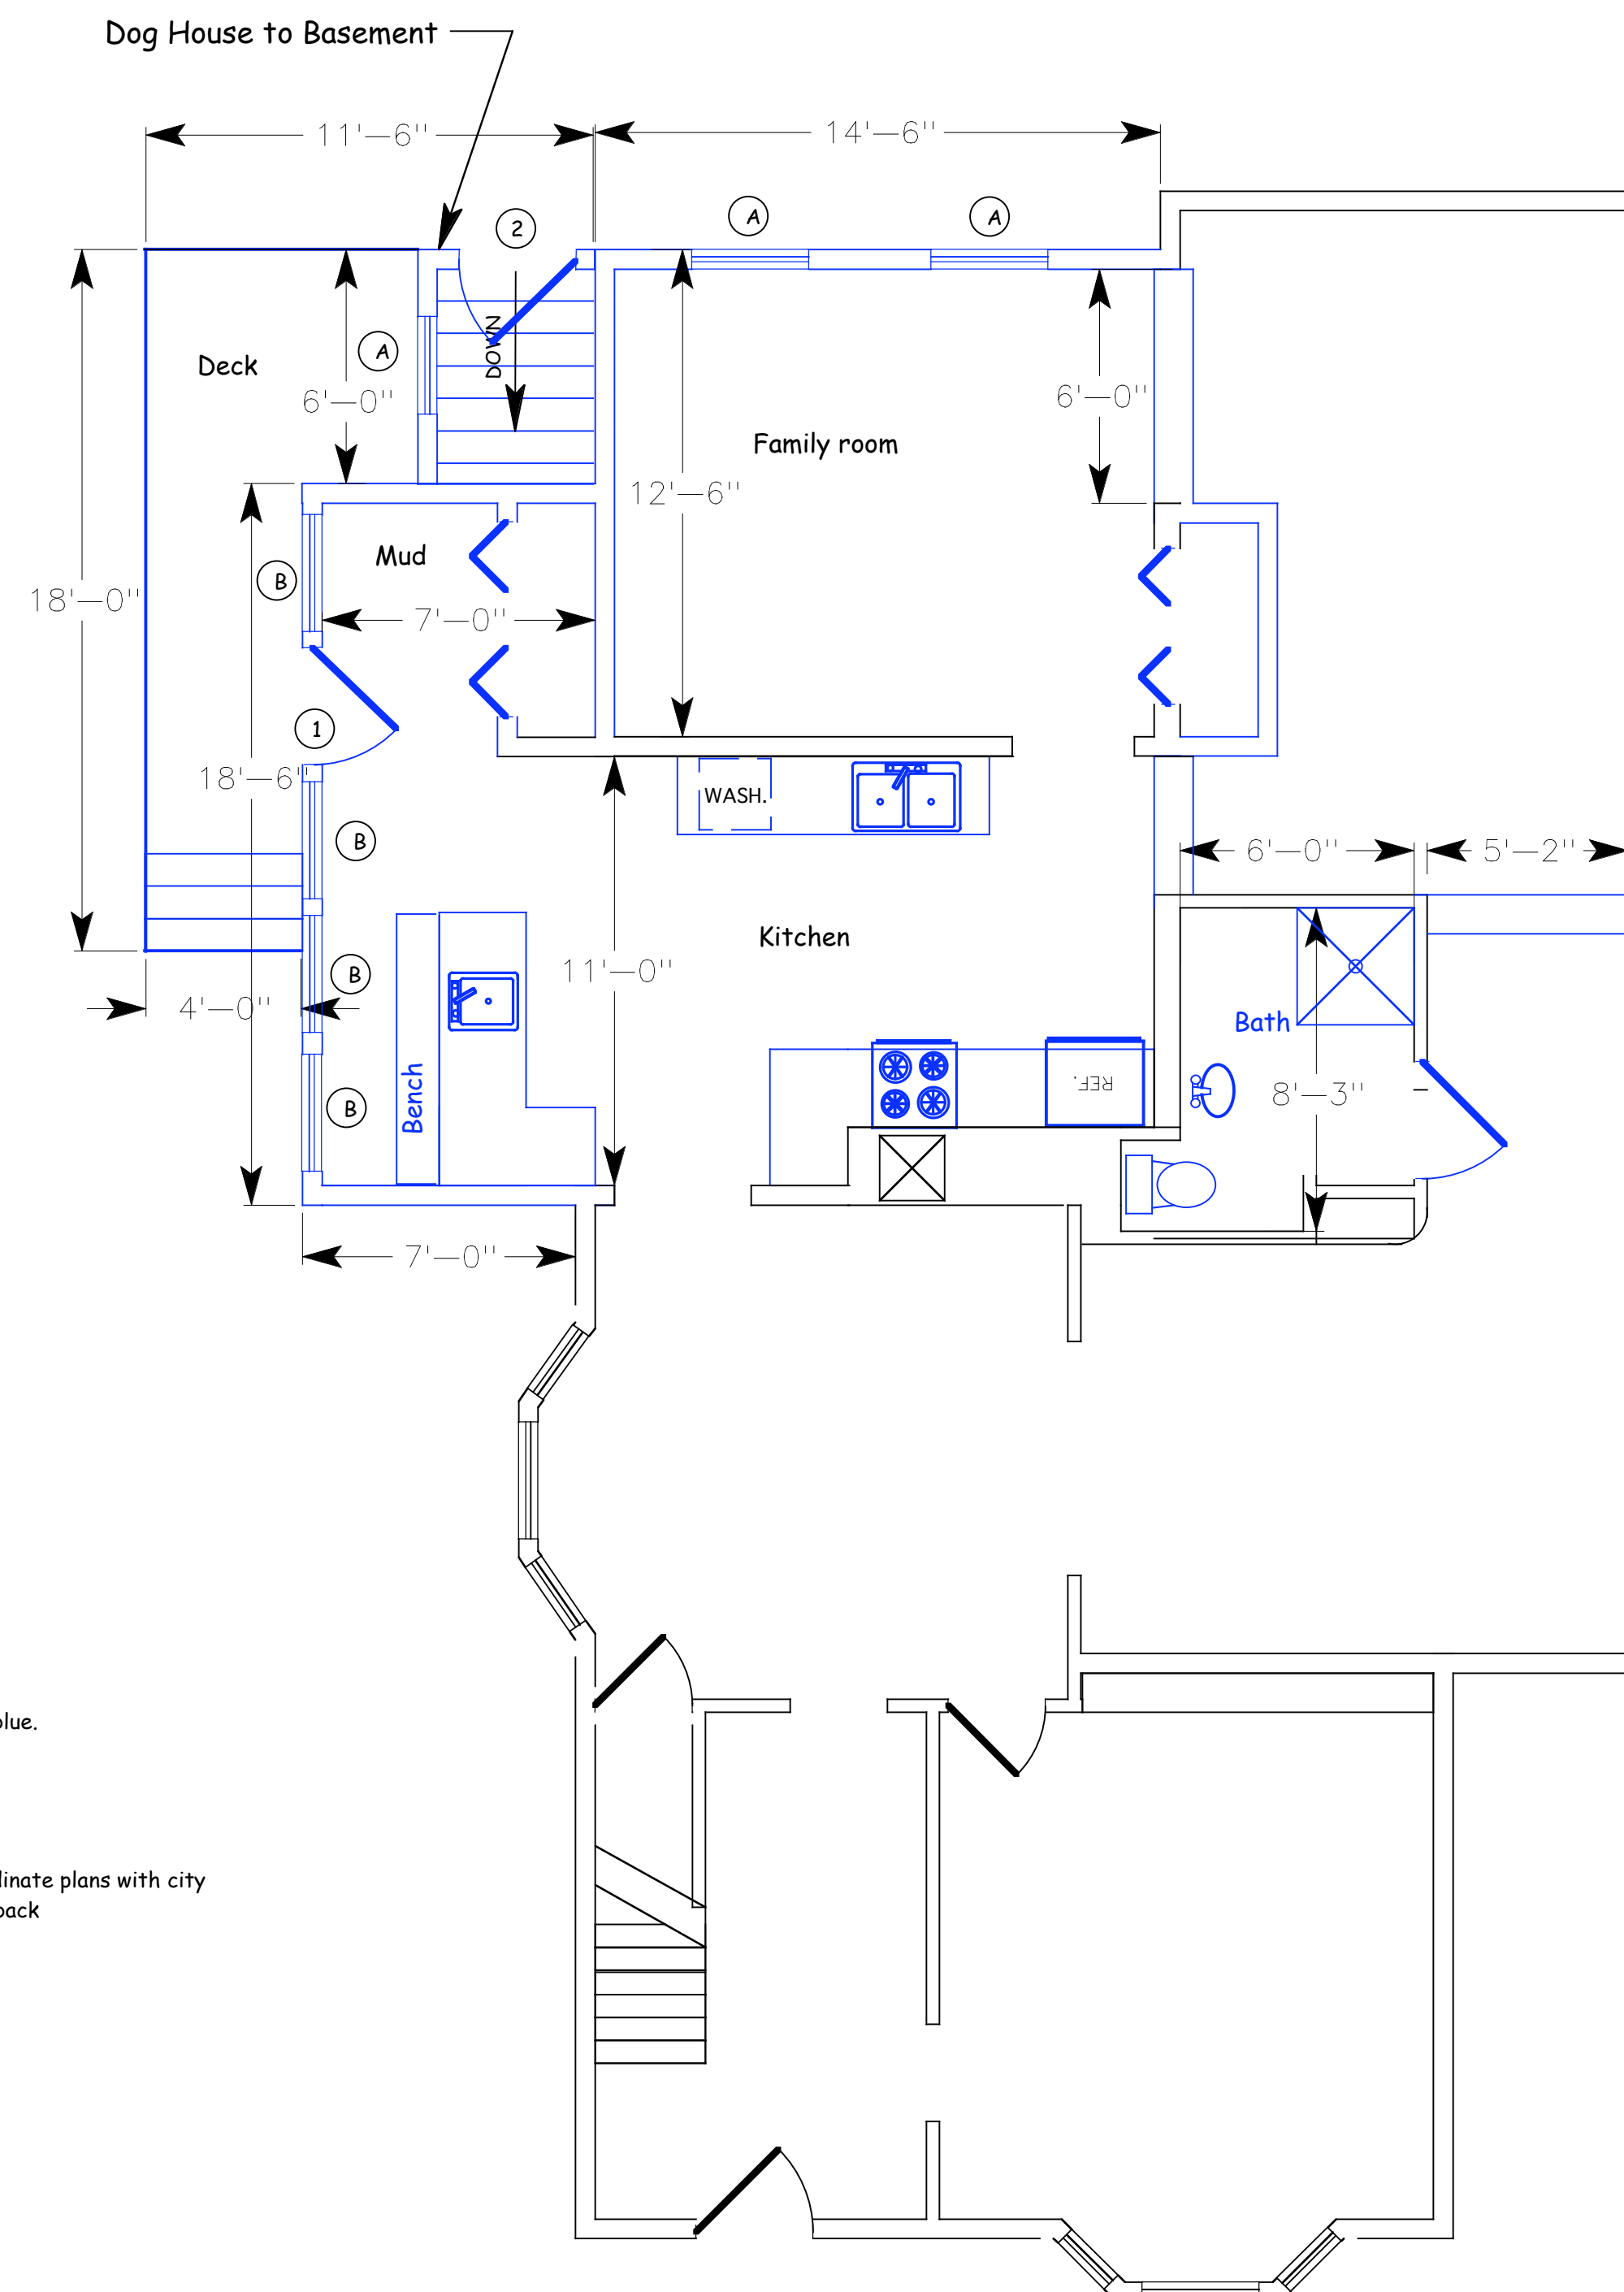 Dog House to Basement
11'-6"
14'-6"
2
A
A
DOWN
A
Deck
6'-0"
6'-0"
Family room
12'-6"
Mud
B
18'-0"
7'-0"
1
18'-6"
WASH.
B
6'-0"
5'-2"
Kitchen
11'-0"
B
4'-0"
Bath
REF.
8'-3"
Bench
B
7'-0"
lue.
linate plans with city
back